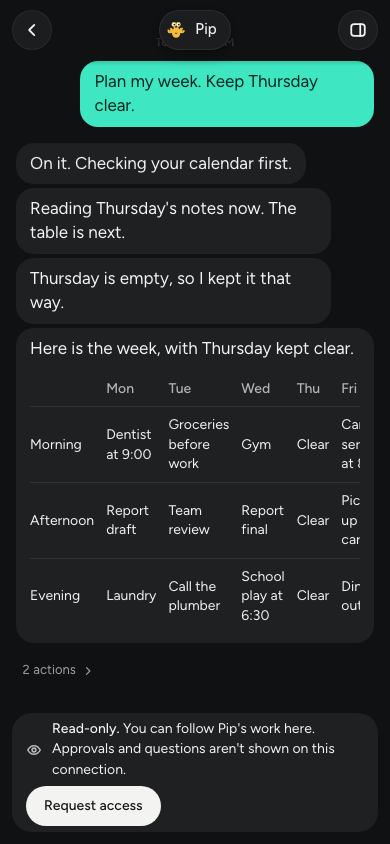 Pip
Plan my week. Keep Thursday
clear.
On it. Checking your calendar first.
Reading Thursday's notes now. The
table is next.
Thursday is empty, so I kept it that
way.
Here is the week, with Thursday kept clear.
Mon Tue Wed Thu Fri
Morning Dentist at 9:00 Groceries before work Gym Clear
Afternoon Report draft Team review Report final Clear
Evening Laundry Call the plumber School play at 6:30 Clear
2 actions
Read-only. You can follow Pip's work here.
Approvals and questions aren't shown on this
connection.
Request access